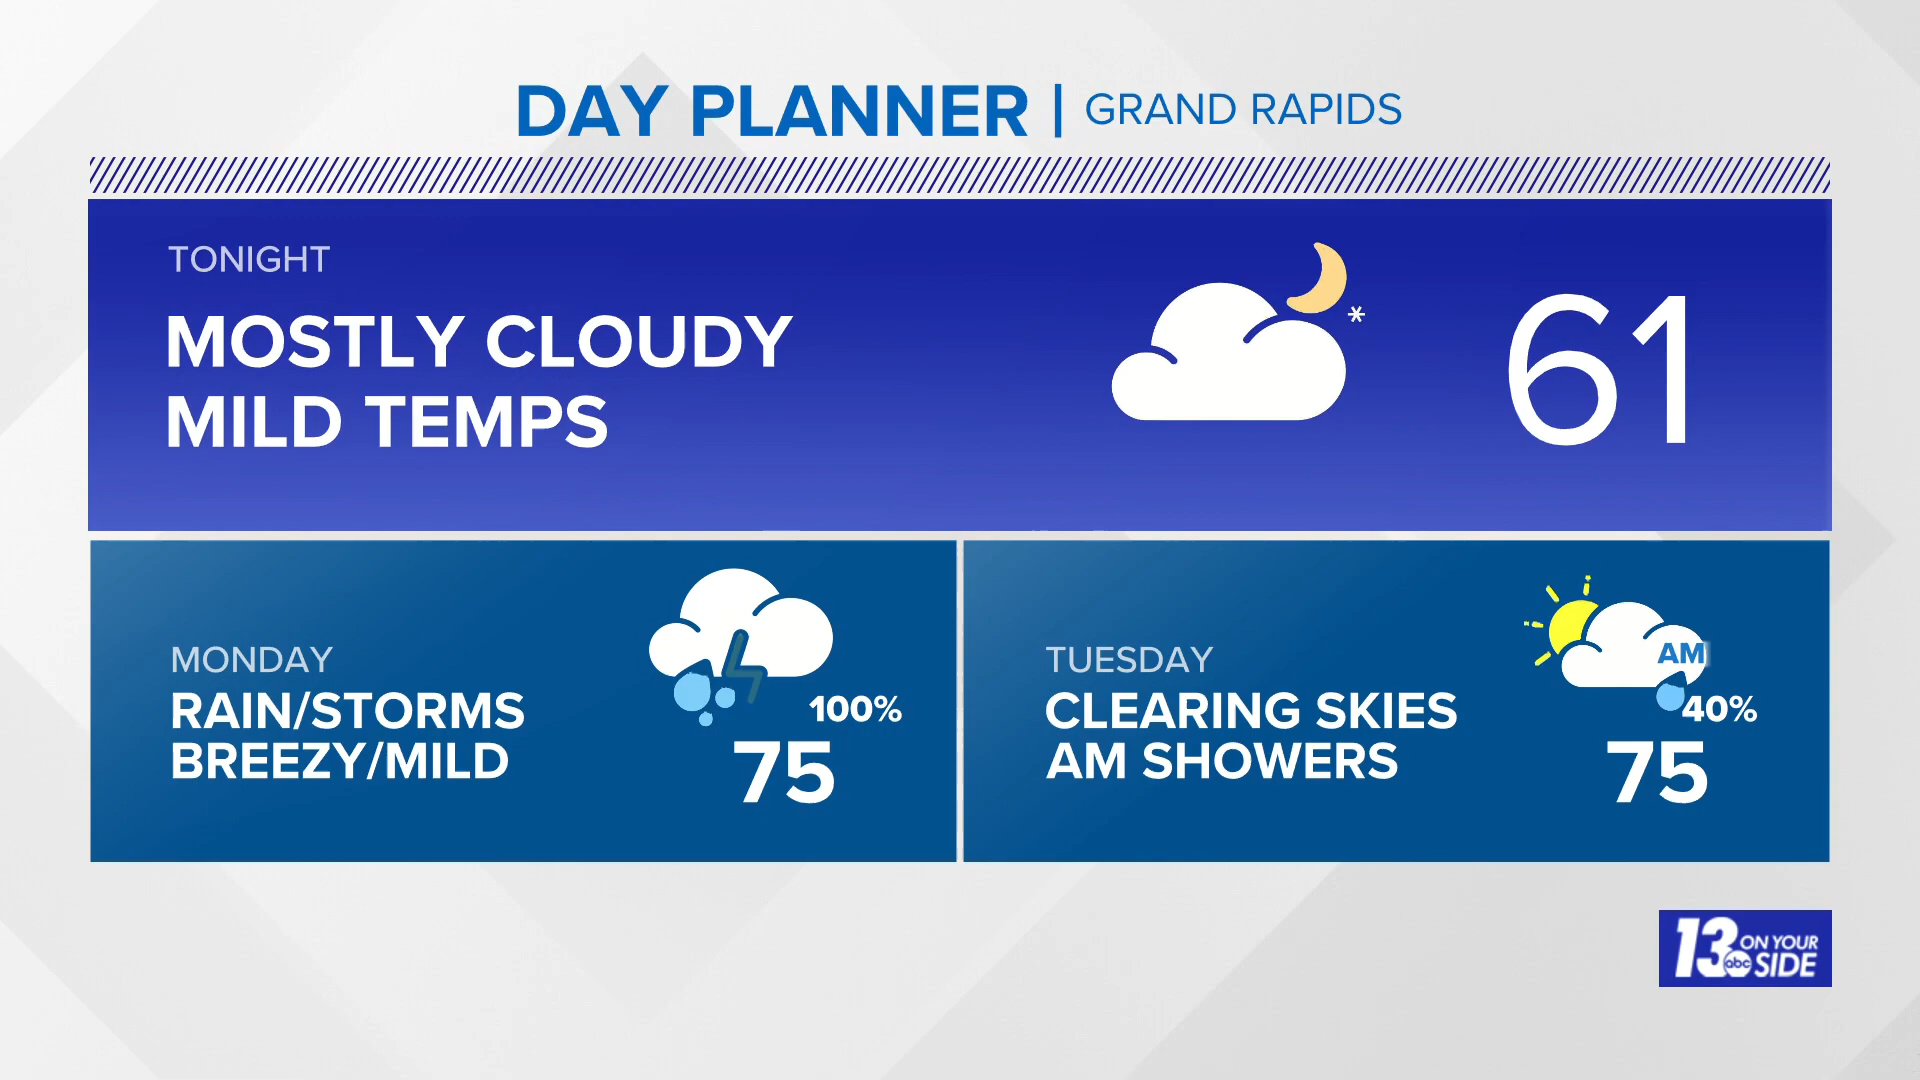 DAY PLANNER | GRAND RAPIDS
TONIGHT
MOSTLY CLOUDY
MILD TEMPS
61
MONDAY
RAIN/STORMS
BREEZY/MILD
100%
75
TUESDAY
CLEARING SKIES
AM SHOWERS
AM
40%
75
13 ON YOUR
abc SIDE